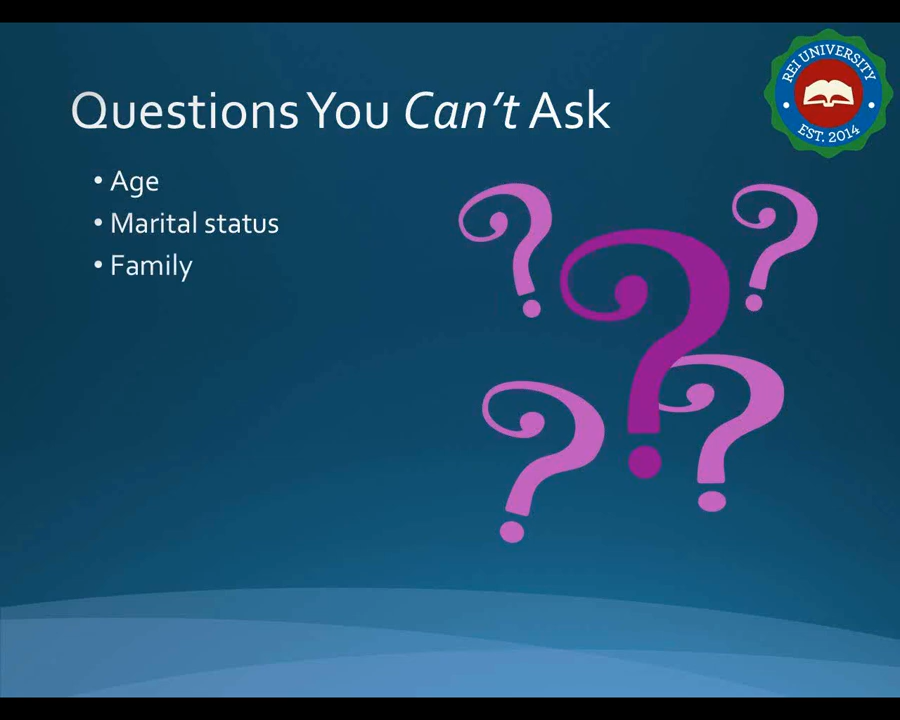 REI UNIVERSITY
EST. 2014
Questions You Can't Ask
• Age
• Marital status
• Family